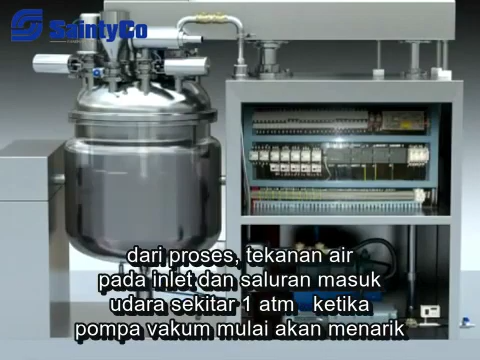 SaintyCo
dari proses, tekanan air
pada inlet dan saluran masuk
udara sekitar 1 atm ketika
pompa vakum mulai akan menarik